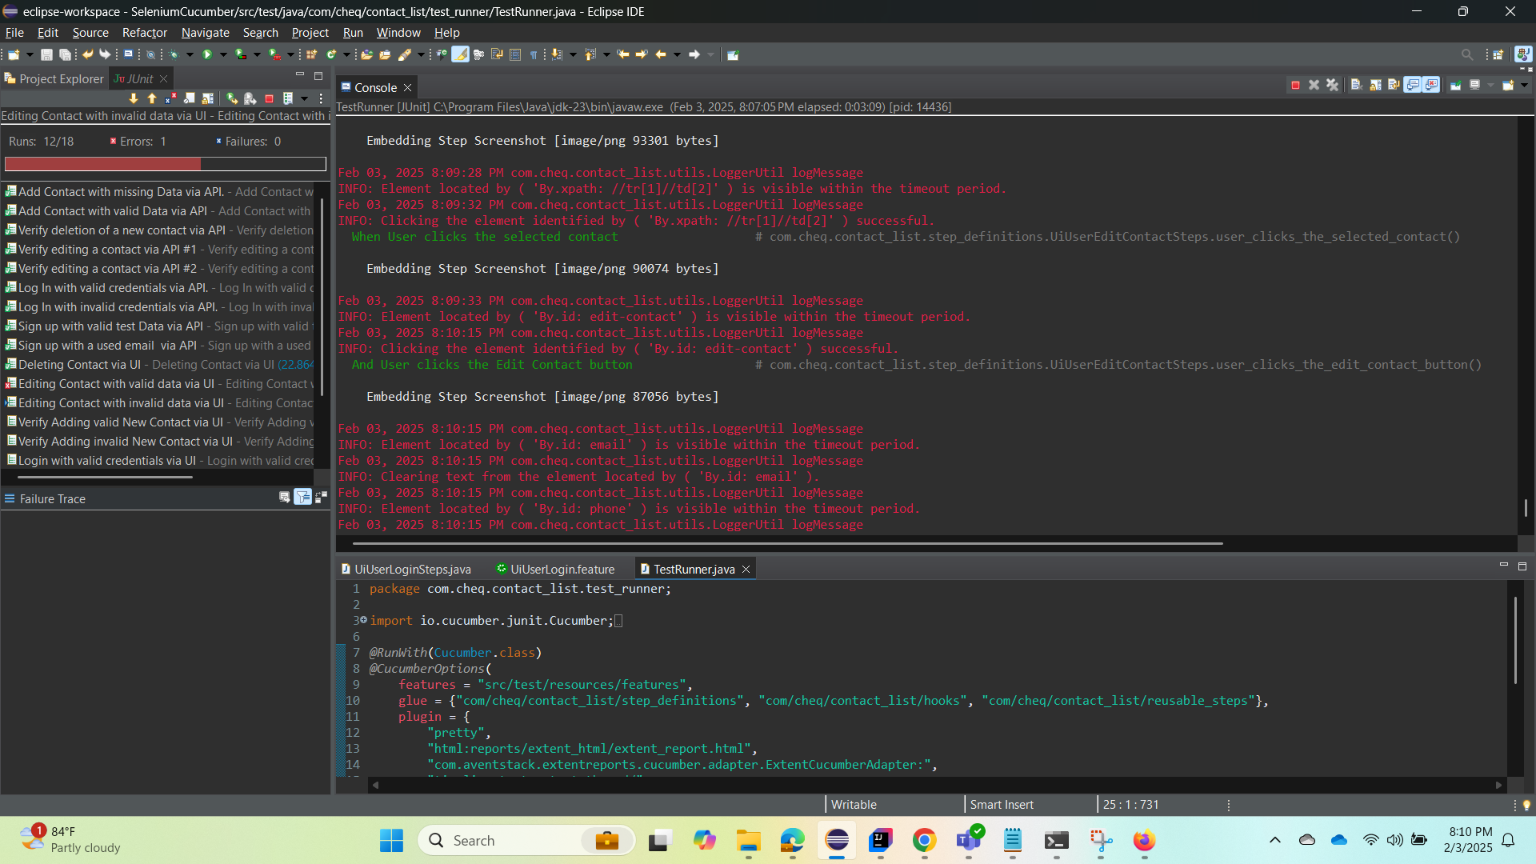 eclipse-workspace - SeleniumCucumber/src/test/java/com/cheq/contact_list/test_runner/TestRunner.java - Eclipse IDE
File Edit Source Refactor Navigate Search Project Run Window Help
Project Explorer
JUnit
Editing Contact with invalid data via UI - Editing Contact with i
Runs: 12/18 Errors: 1 Failures: 0
Add Contact with missing Data via API. - Add Contact w
Add Contact with valid Data via API - Add Contact with
Verify deletion of a new contact via API - Verify deletion
Verify editing a contact via API #1 - Verify editing a cont
Verify editing a contact via API #2 - Verify editing a cont
Log In with valid credentials via API. - Log In with valid c
Log In with invalid credentials via API. - Log In with inva
Sign up with valid test Data via API - Sign up with valid
Sign up with a used email  via API - Sign up with a used
Deleting Contact via UI - Deleting Contact via UI (22.864
Editing Contact with valid data via UI - Editing Contact v
Editing Contact with invalid data via UI - Editing Contac
Verify Adding valid New Contact via UI - Verify Adding v
Verify Adding invalid New Contact via UI - Verify Adding
Login with valid credentials via UI - Login with valid cred
Failure Trace
Console
TestRunner [JUnit] C:\Program Files\Java\jdk-23\bin\javaw.exe (Feb 3, 2025, 8:07:05 PM elapsed: 0:03:09) [pid: 14436]
Embedding Step Screenshot [image/png 93301 bytes]
Feb 03, 2025 8:09:28 PM com.cheq.contact_list.utils.LoggerUtil logMessage
INFO: Element located by ( 'By.xpath: //tr[1]//td[2]' ) is visible within the timeout period.
Feb 03, 2025 8:09:32 PM com.cheq.contact_list.utils.LoggerUtil logMessage
INFO: Clicking the element identified by ( 'By.xpath: //tr[1]//td[2]' ) successful.
When User clicks the selected contact # com.cheq.contact_list.step_definitions.UiUserEditContactSteps.user_clicks_the_selected_contact()
Embedding Step Screenshot [image/png 90074 bytes]
Feb 03, 2025 8:09:33 PM com.cheq.contact_list.utils.LoggerUtil logMessage
INFO: Element located by ( 'By.id: edit-contact' ) is visible within the timeout period.
Feb 03, 2025 8:10:15 PM com.cheq.contact_list.utils.LoggerUtil logMessage
INFO: Clicking the element identified by ( 'By.id: edit-contact' ) successful.
And User clicks the Edit Contact button # com.cheq.contact_list.step_definitions.UiUserEditContactSteps.user_clicks_the_edit_contact_button()
Embedding Step Screenshot [image/png 87056 bytes]
Feb 03, 2025 8:10:15 PM com.cheq.contact_list.utils.LoggerUtil logMessage
INFO: Element located by ( 'By.id: email' ) is visible within the timeout period.
Feb 03, 2025 8:10:15 PM com.cheq.contact_list.utils.LoggerUtil logMessage
INFO: Clearing text from the element located by ( 'By.id: email' ).
Feb 03, 2025 8:10:15 PM com.cheq.contact_list.utils.LoggerUtil logMessage
INFO: Element located by ( 'By.id: phone' ) is visible within the timeout period.
Feb 03, 2025 8:10:15 PM com.cheq.contact_list.utils.LoggerUtil logMessage
UiUserLoginSteps.java UiUserLogin.feature TestRunner.java
1 package com.cheq.contact_list.test_runner;
2
3 import io.cucumber.junit.Cucumber;
6
7 @RunWith(Cucumber.class)
8 @CucumberOptions(
9 features = "src/test/resources/features",
10 glue = {"com/cheq/contact_list/step_definitions", "com/cheq/contact_list/hooks", "com/cheq/contact_list/reusable_steps"},
11 plugin = {
12 "pretty",
13 "html:reports/extent_html/extent_report.html",
14 "com.aventstack.extentreports.cucumber.adapter.ExtentCucumberAdapter:",
Writable Smart Insert 25 : 1 : 731
1
84°F
Partly cloudy
Search
8:10 PM
2/3/2025